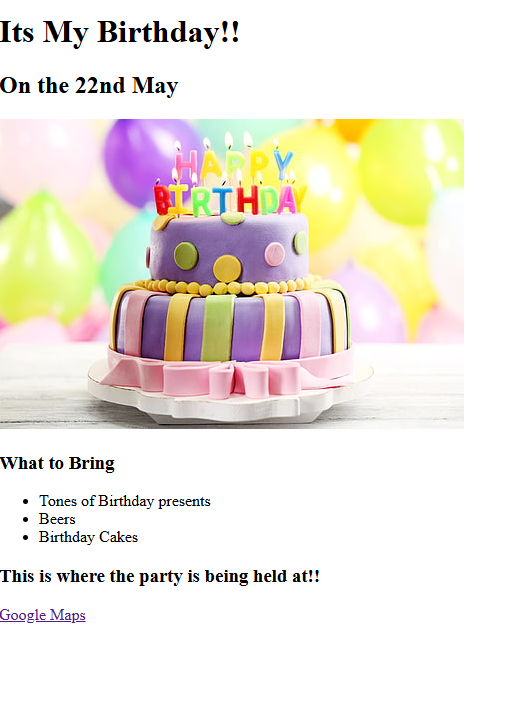 Its My Birthday!!
On the 22nd May
HAPPY
BIRTHDAY
What to Bring
Tones of Birthday presents
Beers
Birthday Cakes
This is where the party is being held at!!
Google Maps